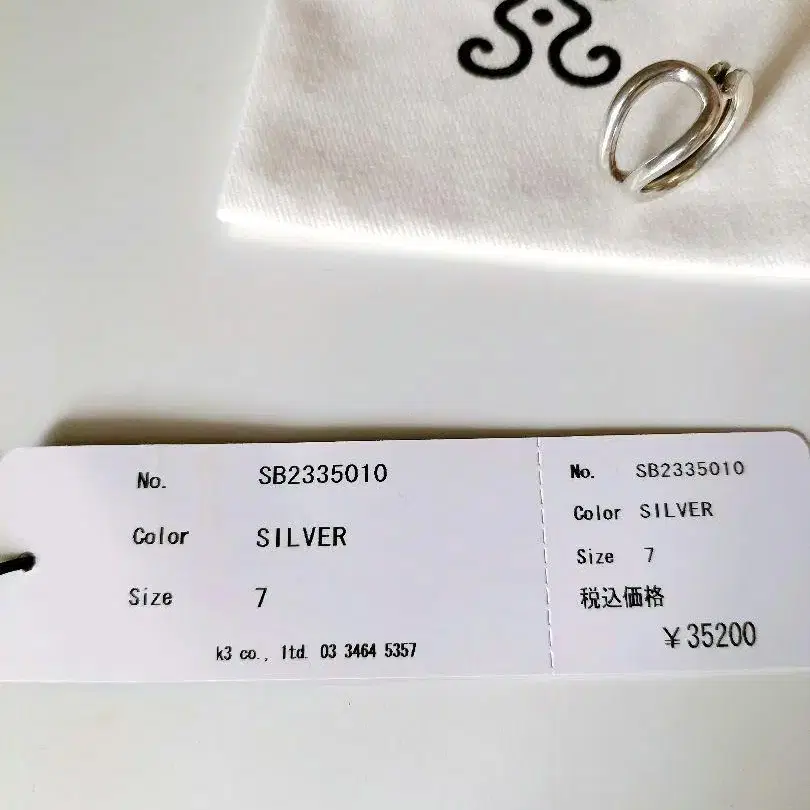 No. SB2335010
Color SILVER
Size 7
k3 co., ltd. 03 3464 5357
No. SB2335010
Color SILVER
Size 7
税込価格
￥35200